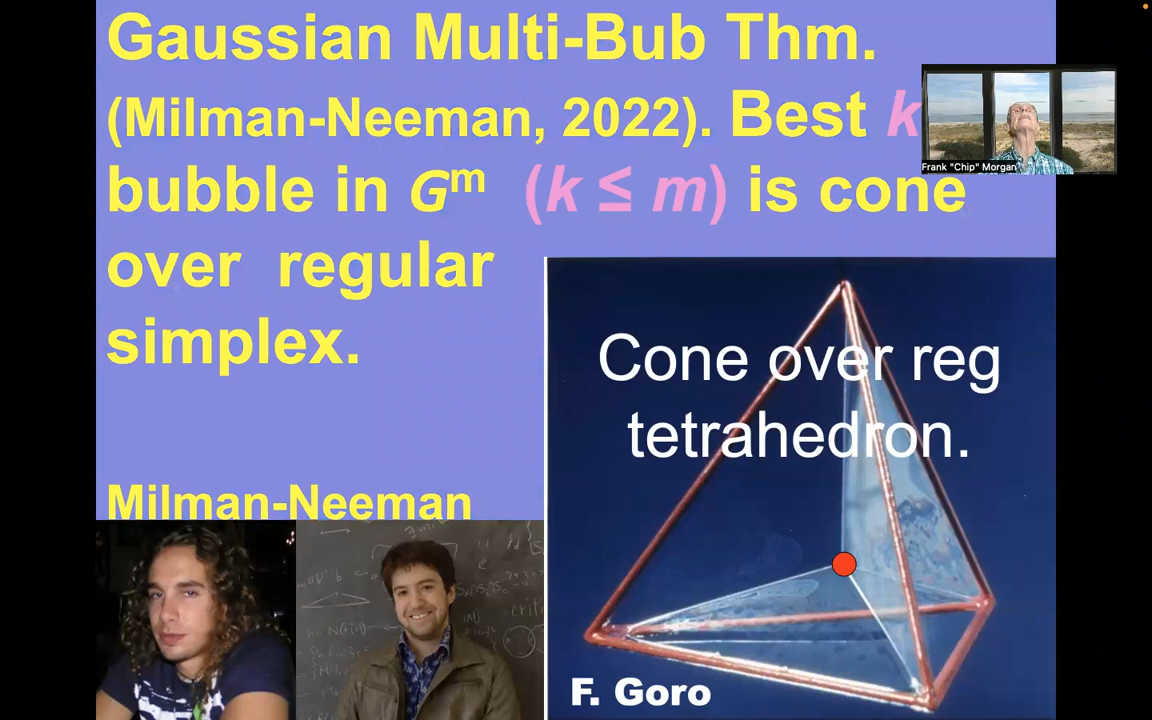 Gaussian Multi-Bub Thm.
(Milman-Neeman, 2022). Best k
bubble in Gᵐ (k ≤ m) is cone
over regular
simplex.
Frank "Chip" Morgan
Cone over reg
tetrahedron.
Milman-Neeman
F. Goro